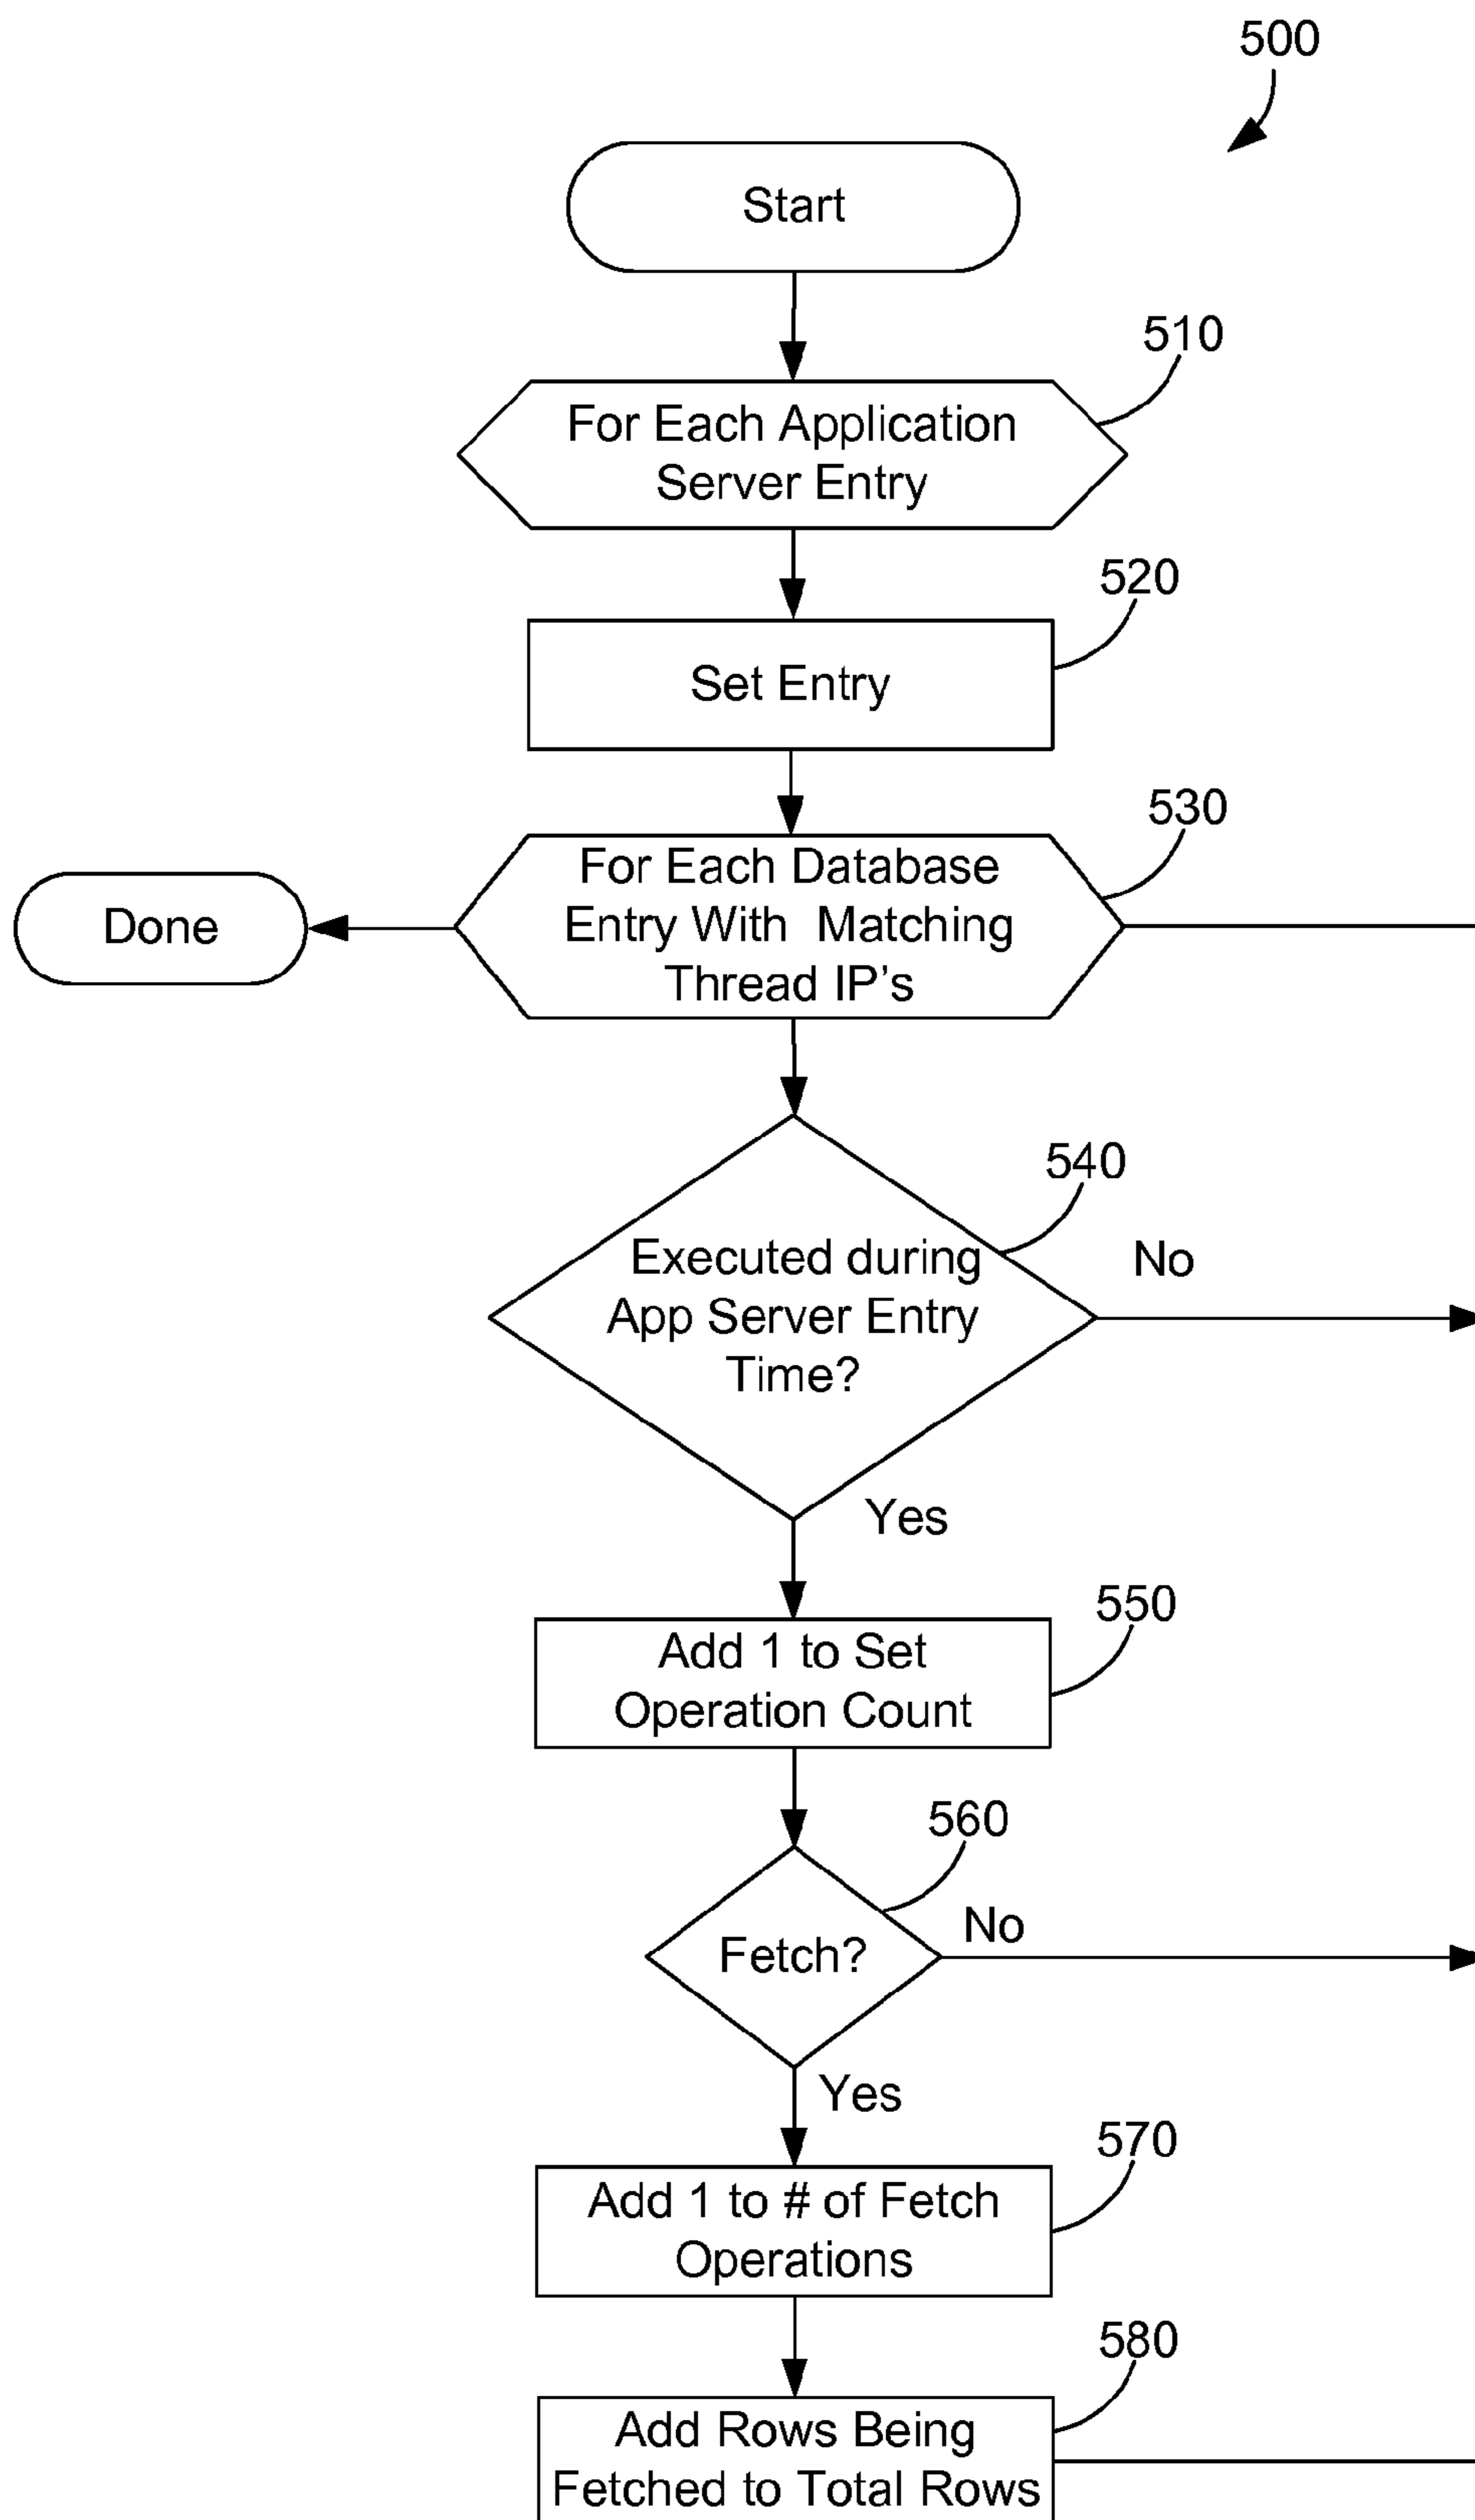 500
Start
510
For Each Application
Server Entry
520
Set Entry
530
For Each Database
Entry With Matching
Thread IP's
Done
540
Executed during
App Server Entry
Time?
No
Yes
550
Add 1 to Set
Operation Count
560
Fetch?
No
Yes
570
Add 1 to # of Fetch
Operations
580
Add Rows Being
Fetched to Total Rows